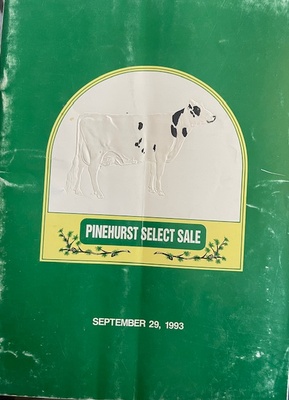 PINEHURST SELECT SALE
SEPTEMBER 29, 1993